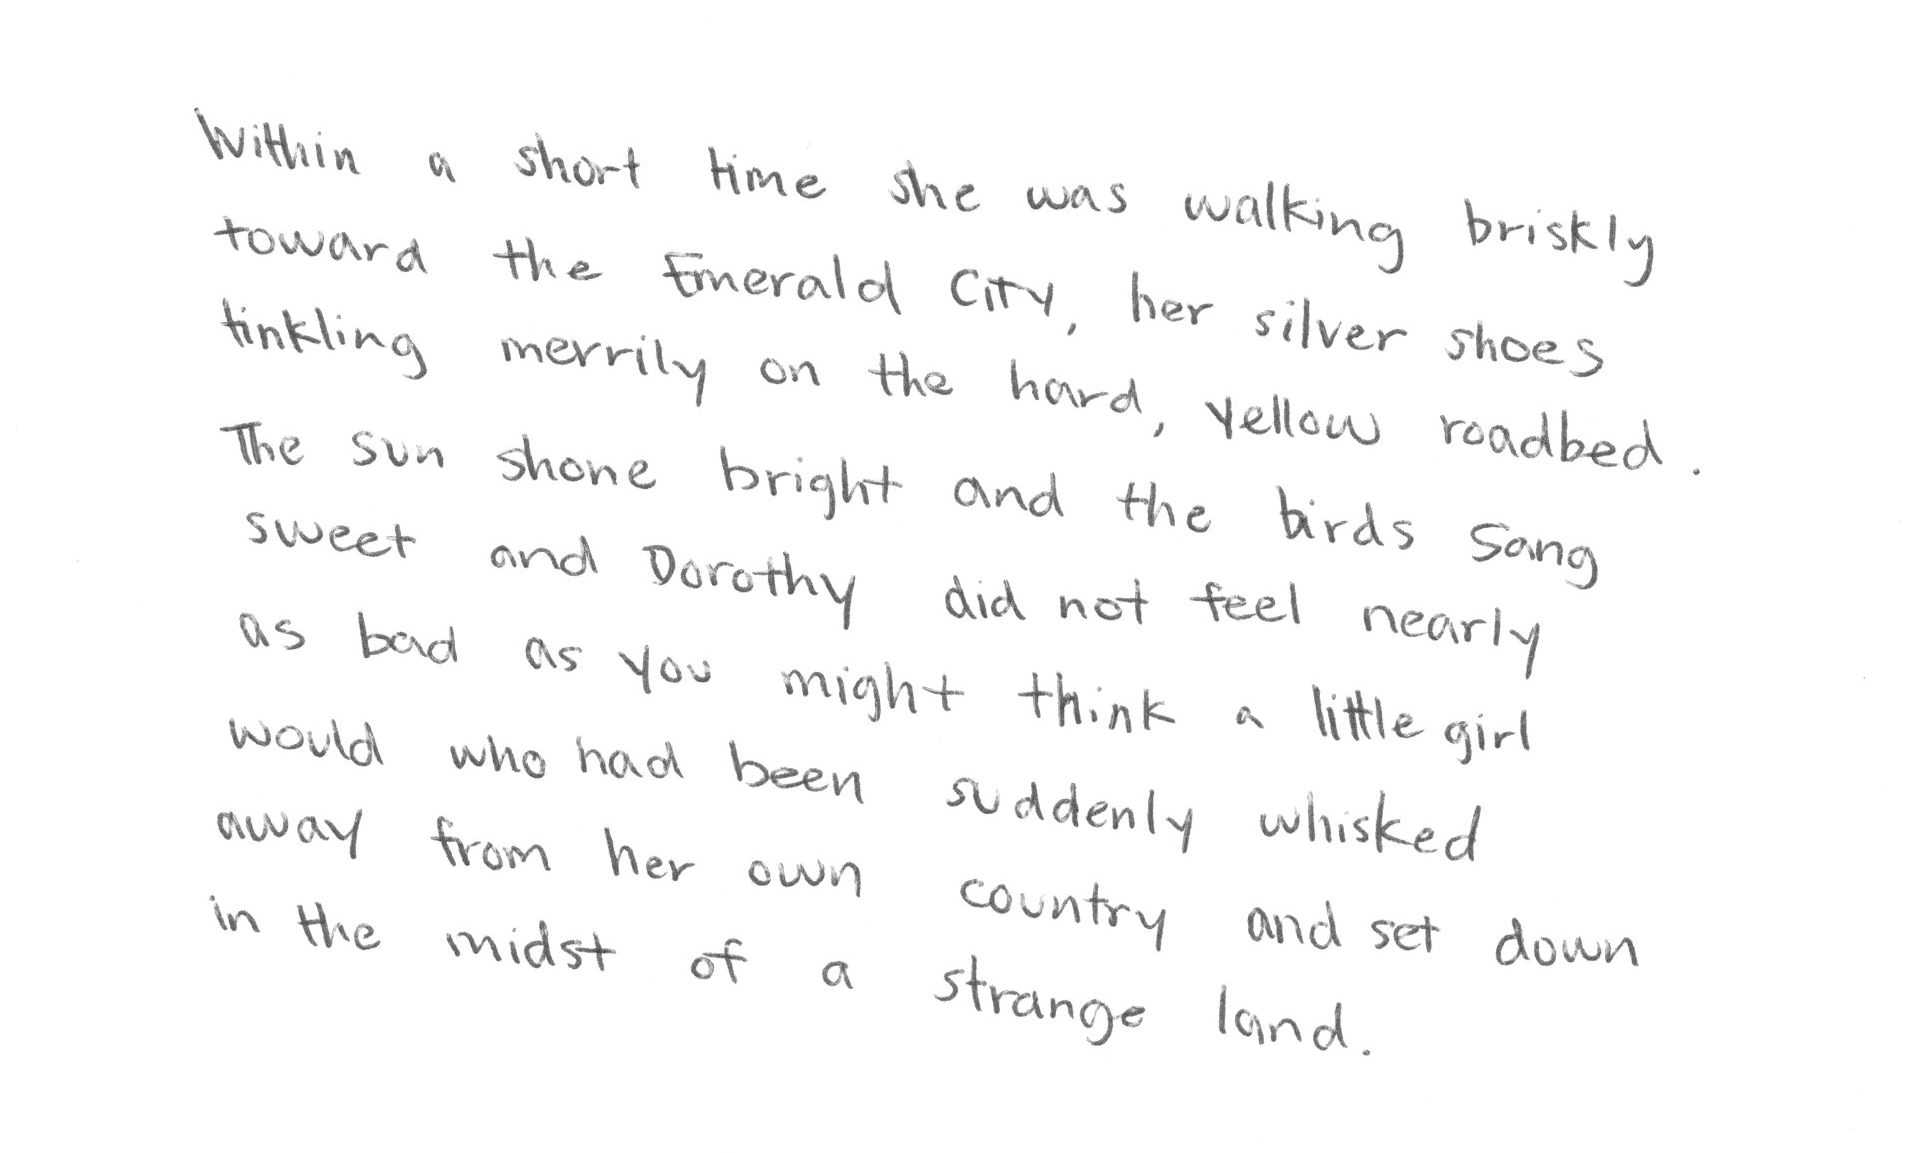 Within a short time she was walking briskly
toward the Emerald City, her silver shoes
tinkling merrily on the hard, yellow roadbed.
The sun shone bright and the birds sang
sweet and Dorothy did not feel nearly
as bad as you might think a little girl
would who had been suddenly whisked
away from her own country and set down
in the midst of a strange land.